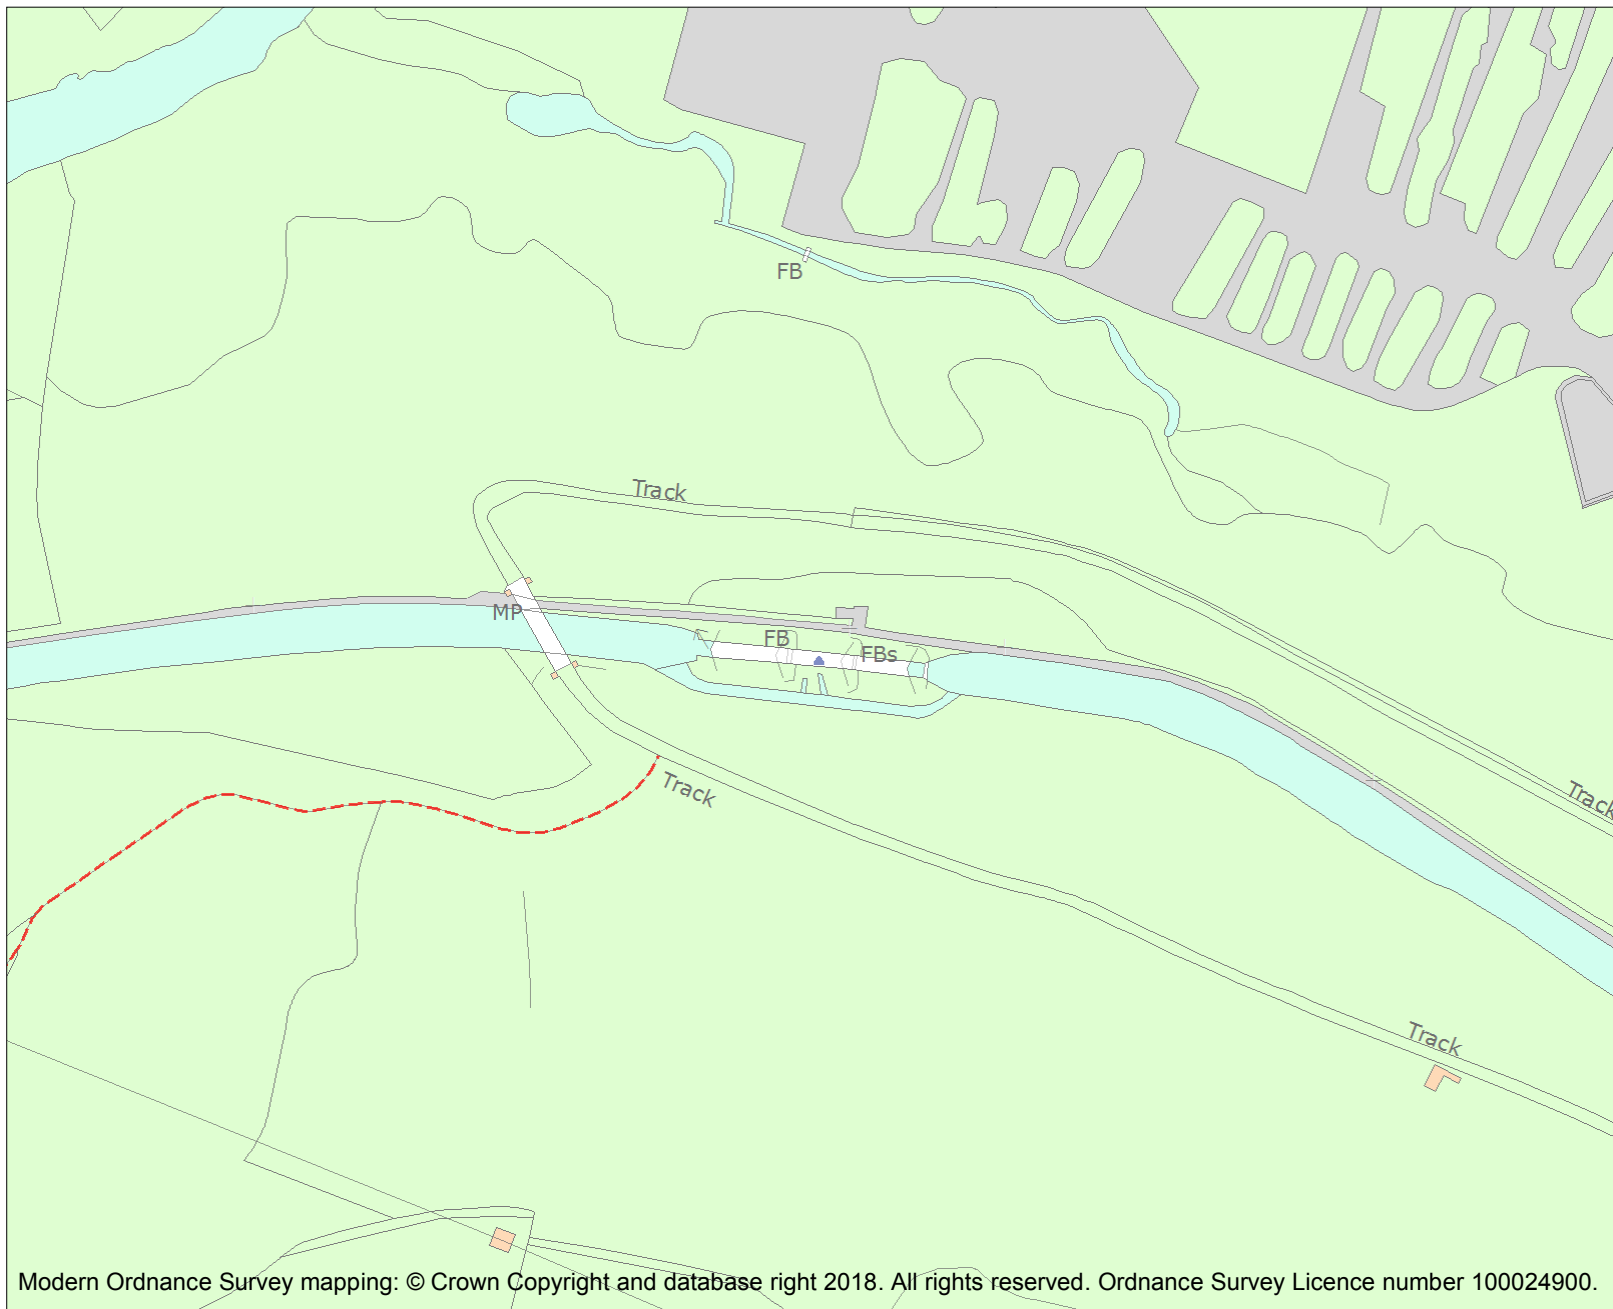 FB
Track
MP
FB
FBs
Track
Track
Track
Modern Ordnance Survey mapping: © Crown Copyright and database right 2018. All rights reserved. Ordnance Survey Licence number 100024900.